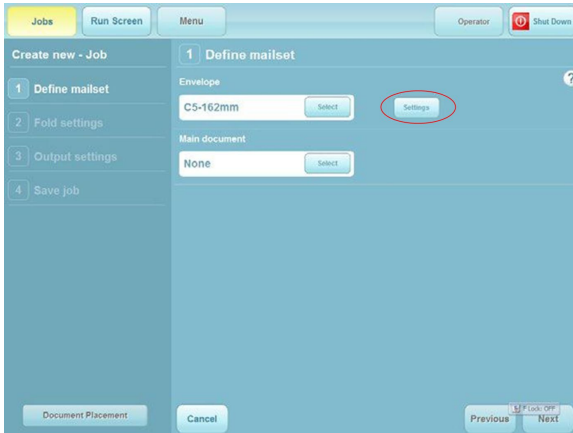 Jobs
Run Screen
Menu
Operator
Shut Down
Create new - Job
1 Define mailset
2 Fold settings
3 Output settings
4 Save job
Document Placement
1 Define mailset
?
Envelope
C5-162mm
Select
Settings
Main document
None
Select
Cancel
Previous
Next
F Lock: OFF